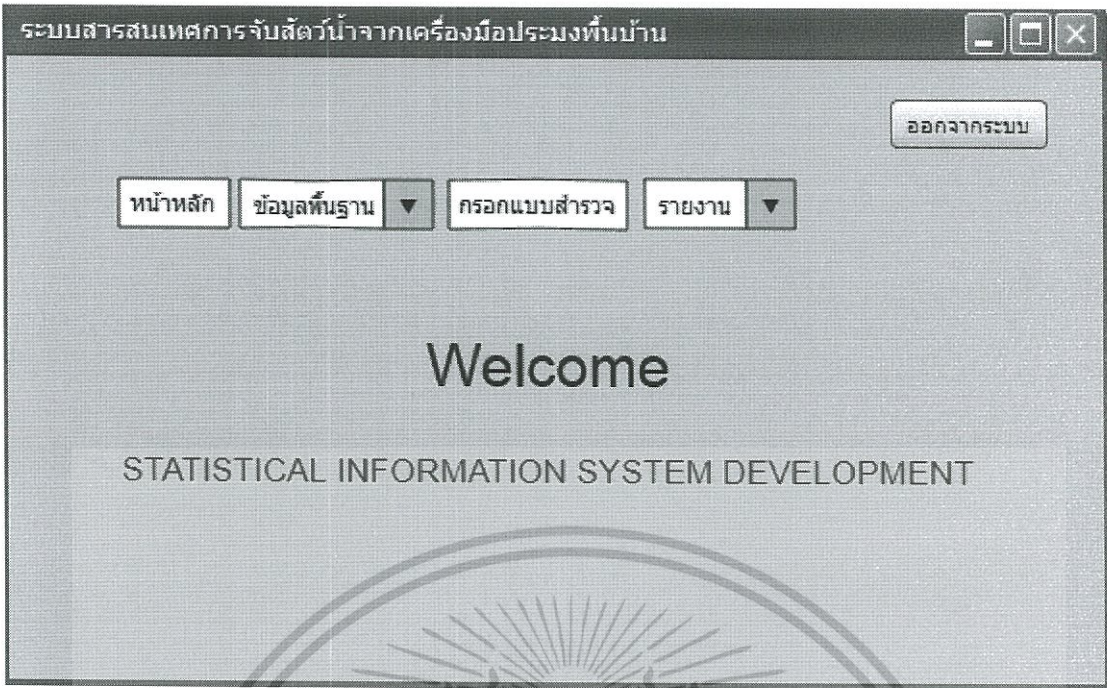 ระบบสารสนเทศการจับสัตว์น้ำจากเครื่องมือประมงพื้นบ้าน
ออกจากระบบ
หน้าหลัก ข้อมูลพื้นฐาน ▼ กรอกแบบสำรวจ รายงาน ▼
Welcome
STATISTICAL INFORMATION SYSTEM DEVELOPMENT